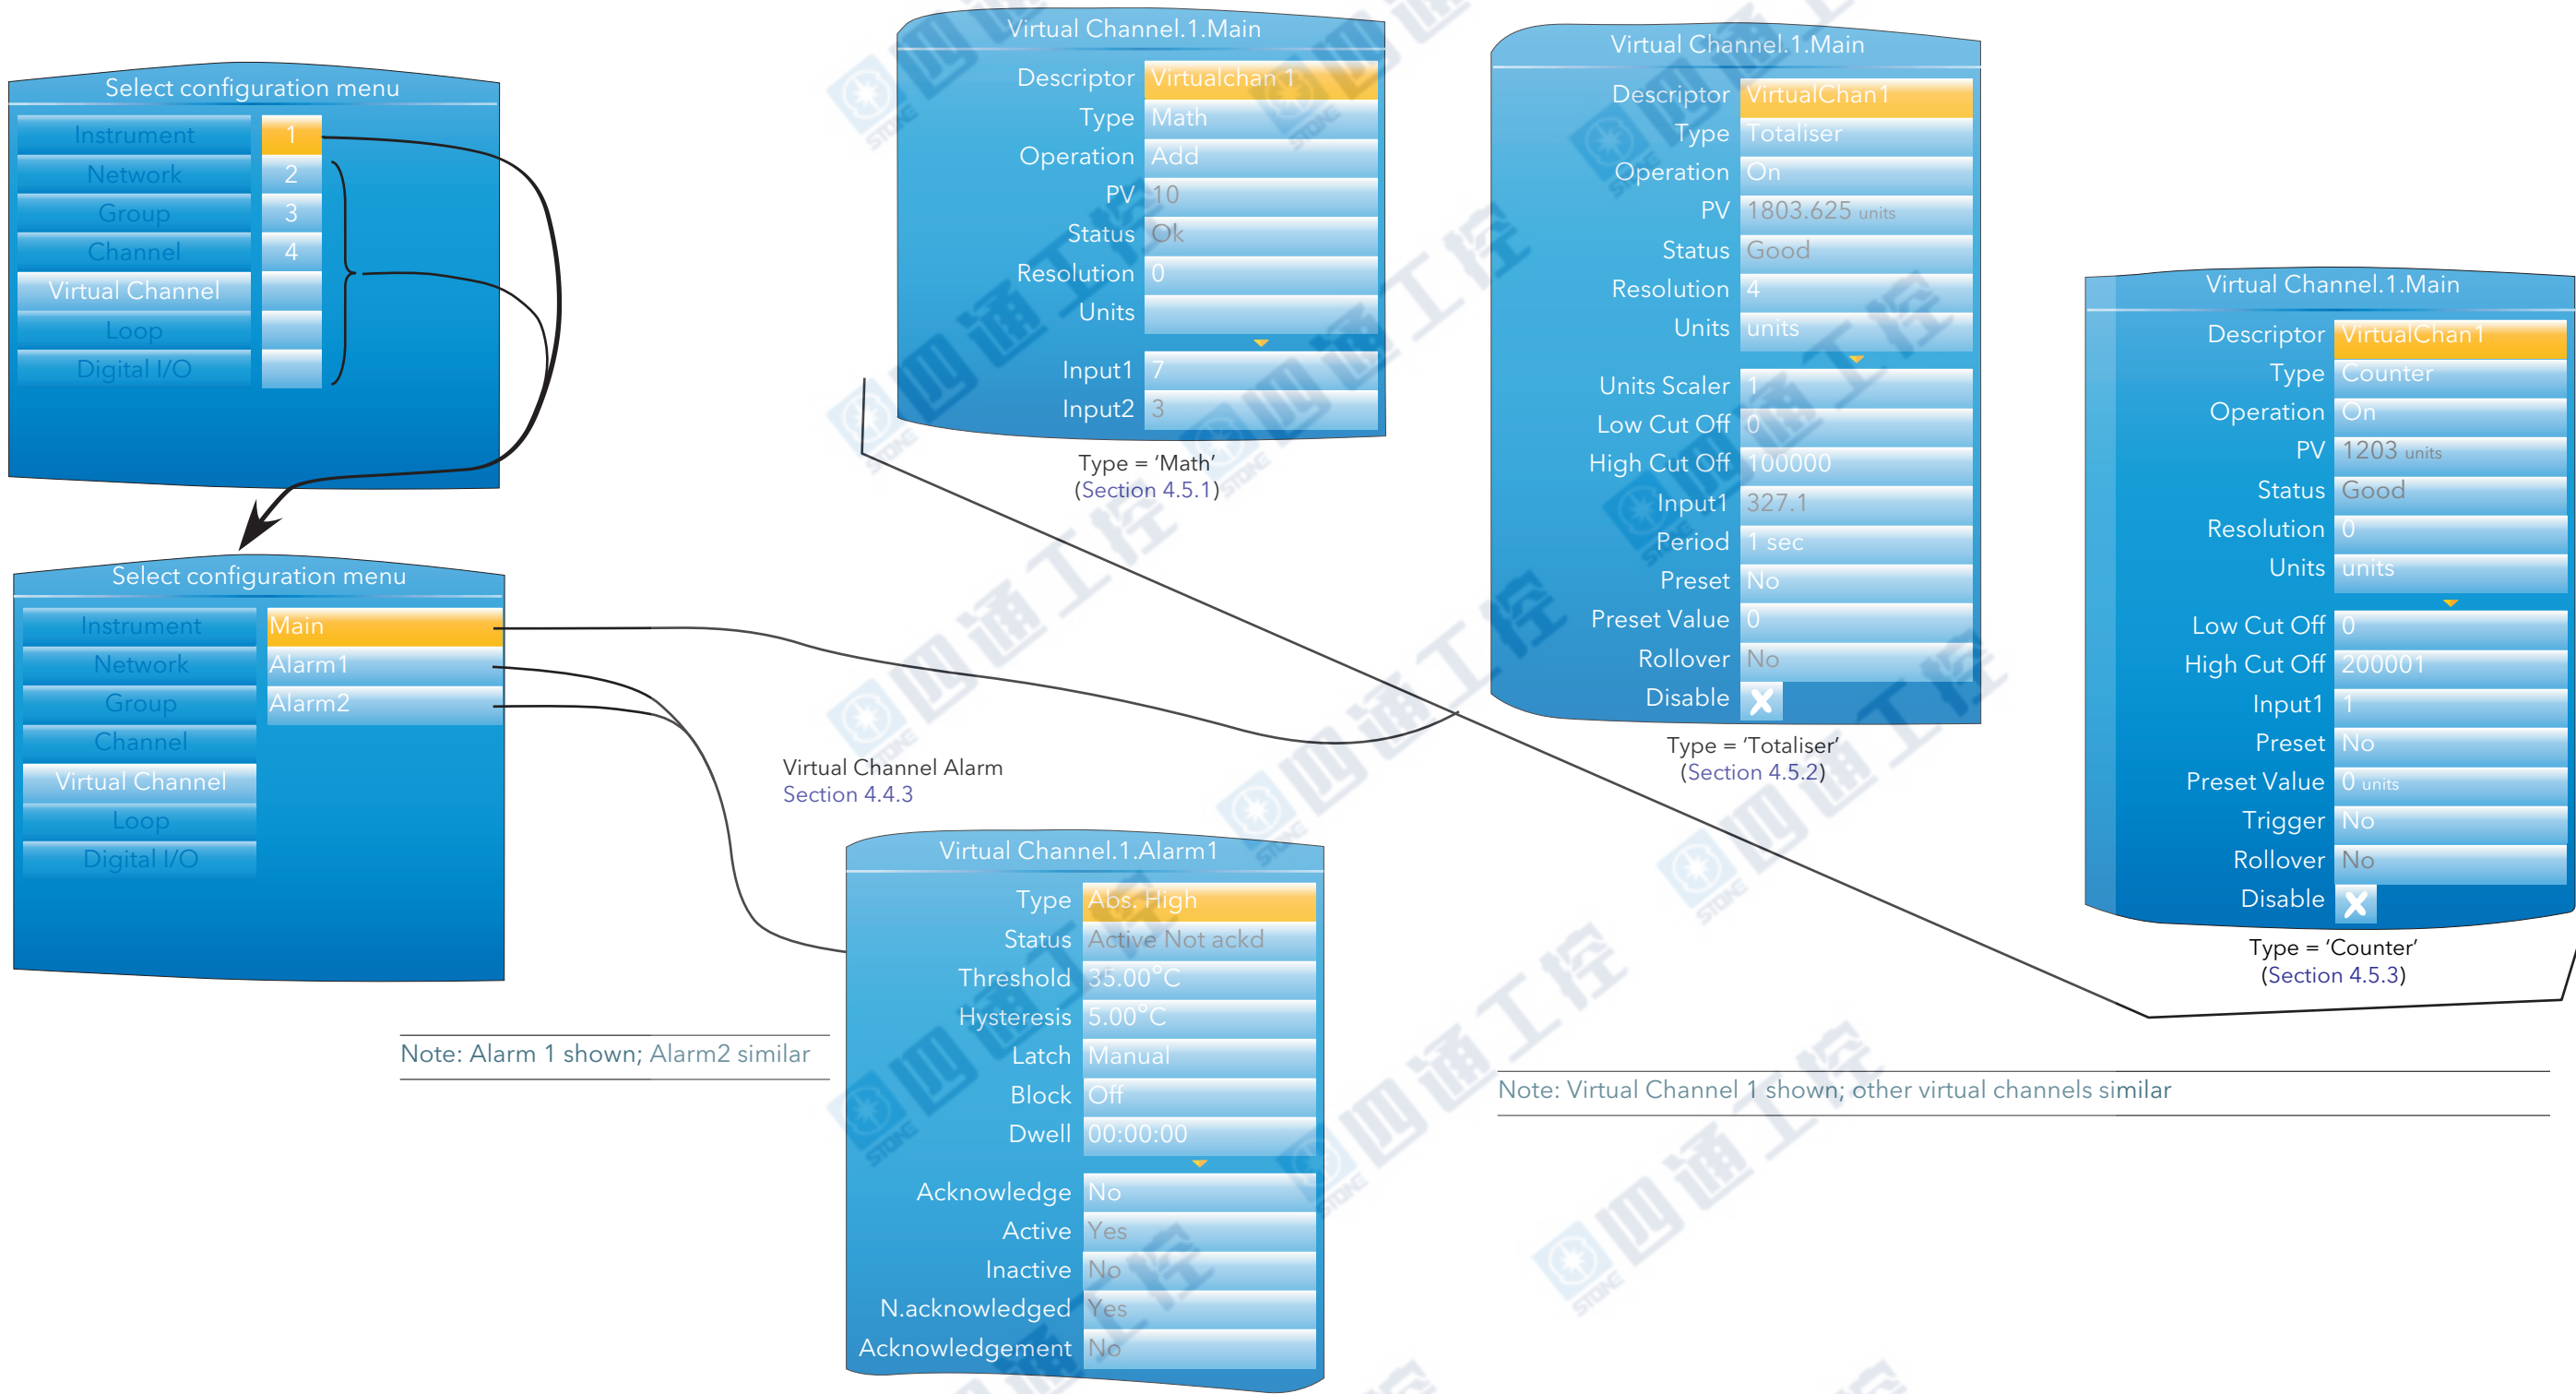 Select configuration menu
Instrument 1
Network 2
Group 3
Channel 4
Virtual Channel
Loop
Digital I/O
Select configuration menu
Instrument Main
Network Alarm1
Group Alarm2
Channel
Virtual Channel
Loop
Digital I/O
Virtual Channel.1.Main
Descriptor Virtualchan 1
Type Math
Operation Add
PV 10
Status Ok
Resolution 0
Units
Input1 7
Input2 3
Type = ‘Math’
(Section 4.5.1)
Virtual Channel.1.Main
Descriptor VirtualChan1
Type Totaliser
Operation On
PV 1803.625 units
Status Good
Resolution 4
Units units
Units Scaler 1
Low Cut Off 0
High Cut Off 100000
Input1 327.1
Period 1 sec
Preset No
Preset Value 0
Rollover No
Disable
Type = ‘Totaliser’
(Section 4.5.2)
Virtual Channel.1.Main
Descriptor VirtualChan1
Type Counter
Operation On
PV 1203 units
Status Good
Resolution 0
Units units
Low Cut Off 0
High Cut Off 200001
Input1 1
Preset No
Preset Value 0 units
Trigger No
Rollover No
Disable
Type = ‘Counter’
(Section 4.5.3)
Virtual Channel Alarm
Section 4.4.3
Virtual Channel.1.Alarm1
Type Abs. High
Status Active Not ackd
Threshold 35.00°C
Hysteresis 5.00°C
Latch Manual
Block Off
Dwell 00:00:00
Acknowledge No
Active Yes
Inactive No
N.acknowledged Yes
Acknowledgement No
Note: Alarm 1 shown; Alarm2 similar
Note: Virtual Channel 1 shown; other virtual channels similar
四通工控
STONE